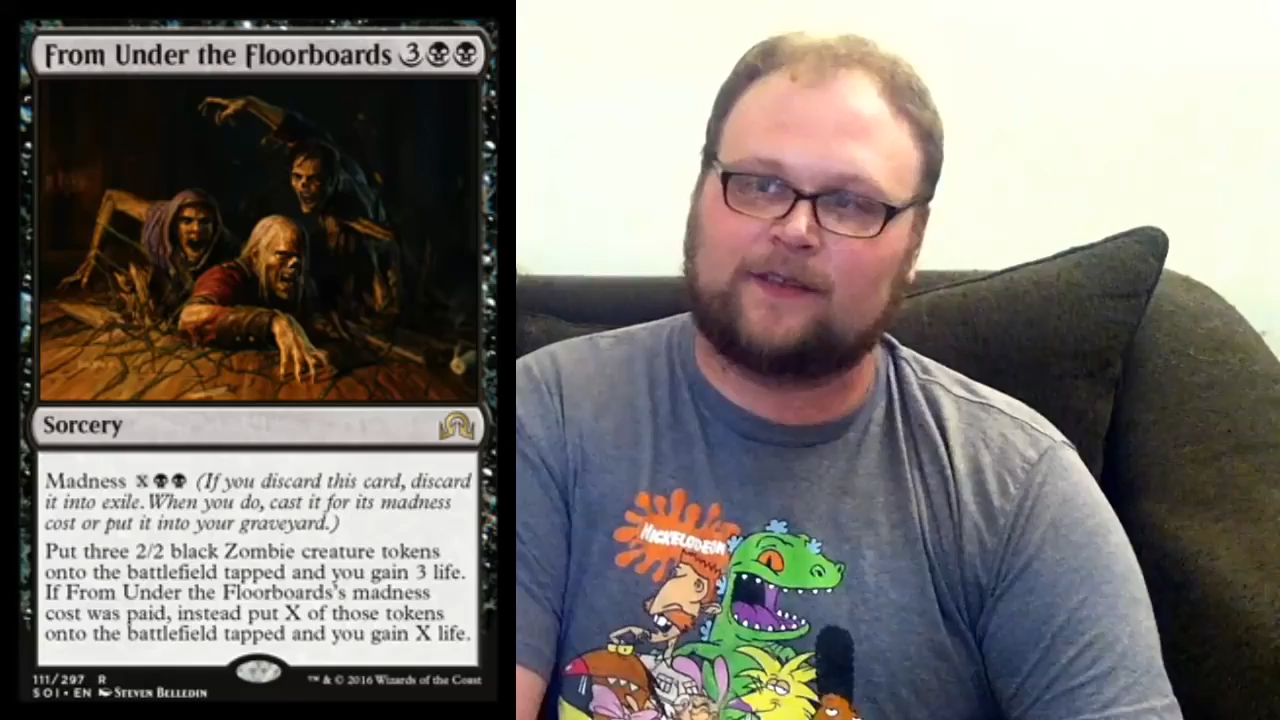 From Under the Floorboards 3
Sorcery
Madness X (If you discard this card, discard
it into exile. When you do, cast it for its madness
cost or put it into your graveyard.)
Put three 2/2 black Zombie creature tokens
onto the battlefield tapped and you gain 3 life.
If From Under the Floorboards's madness
cost was paid, instead put X of those tokens
onto the battlefield tapped and you gain X life.
111/297 R
SOI • EN Steven Belledin
™ & © 2016 Wizards of the Coast
NICKELODEON